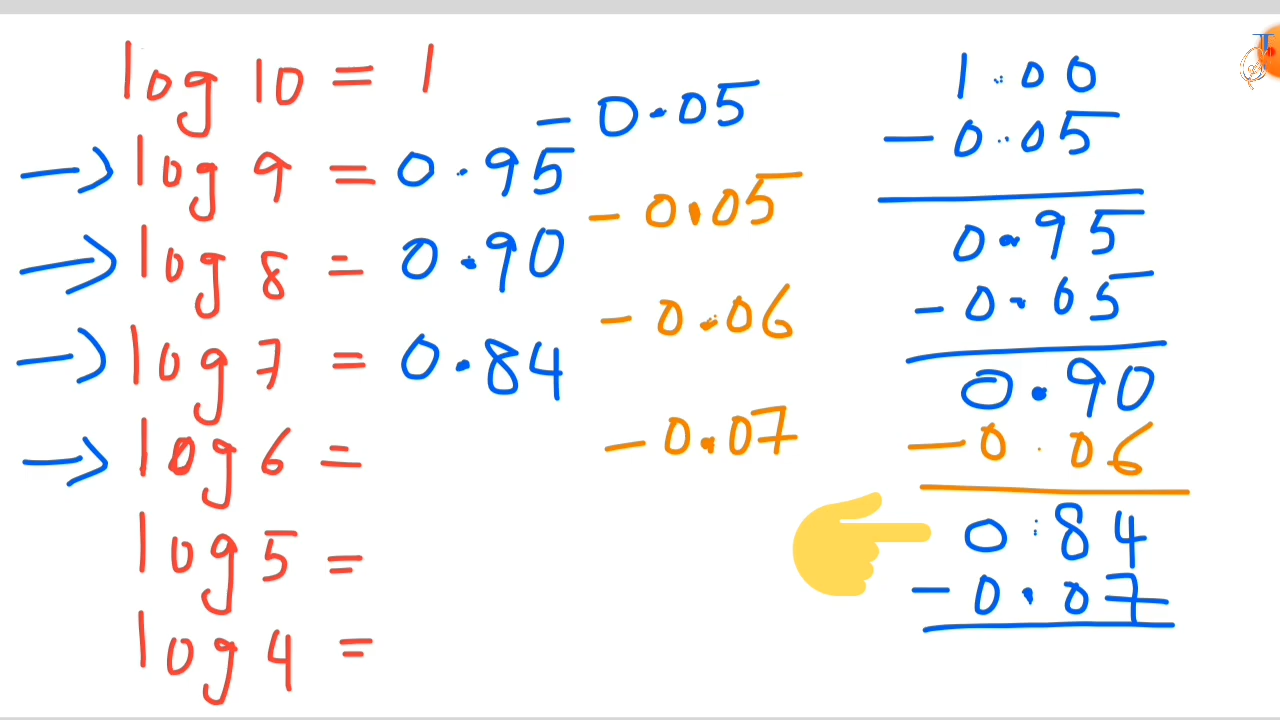 log 10 = 1
- 0.05
log 9 = 0.95
- 0.05
log 8 = 0.90
- 0.06
log 7 = 0.84
- 0.07
log 6 =
log 5 =
log 4 =
1.00
- 0.05
0.95
- 0.05
0.90
- 0.06
0.84
- 0.07